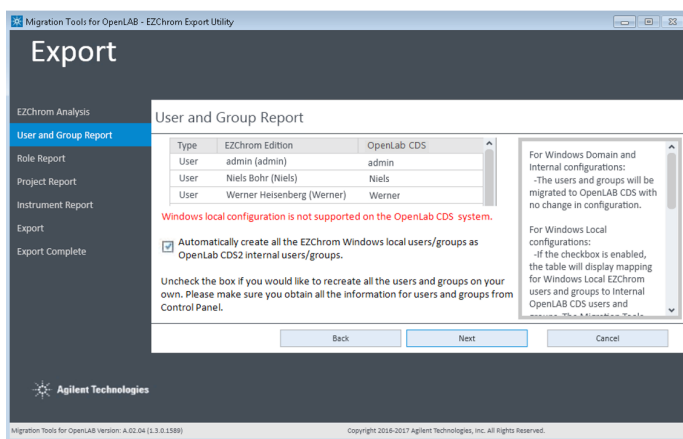 Migration Tools for OpenLAB - EZChrom Export Utility
Export
EZChrom Analysis
User and Group Report
Role Report
Project Report
Instrument Report
Export
Export Complete
User and Group Report
Type EZChrom Edition OpenLab CDS
User admin (admin) admin
User Niels Bohr (Niels) Niels
User Werner Heisenberg (Werner) Werner
Windows local configuration is not supported on the OpenLab CDS system.
Automatically create all the EZChrom Windows local users/groups as
OpenLab CDS2 internal users/groups.
Uncheck the box if you would like to recreate all the users and groups on your
own. Please make sure you obtain all the information for users and groups from
Control Panel.
For Windows Domain and
Internal configurations:
-The users and groups will be
migrated to OpenLAB CDS with
no change in configuration.
For Windows Local
configurations:
-If the checkbox is enabled,
the table will display mapping
for Windows Local EZChrom
users and groups to Internal
OpenLAB CDS users and
groups. The Migration Tools
Back Next Cancel
Agilent Technologies
Migration Tools for OpenLAB Version: A.02.04 (1.3.0.1589) Copyright 2016-2017 Agilent Technologies, Inc. All Rights Reserved.